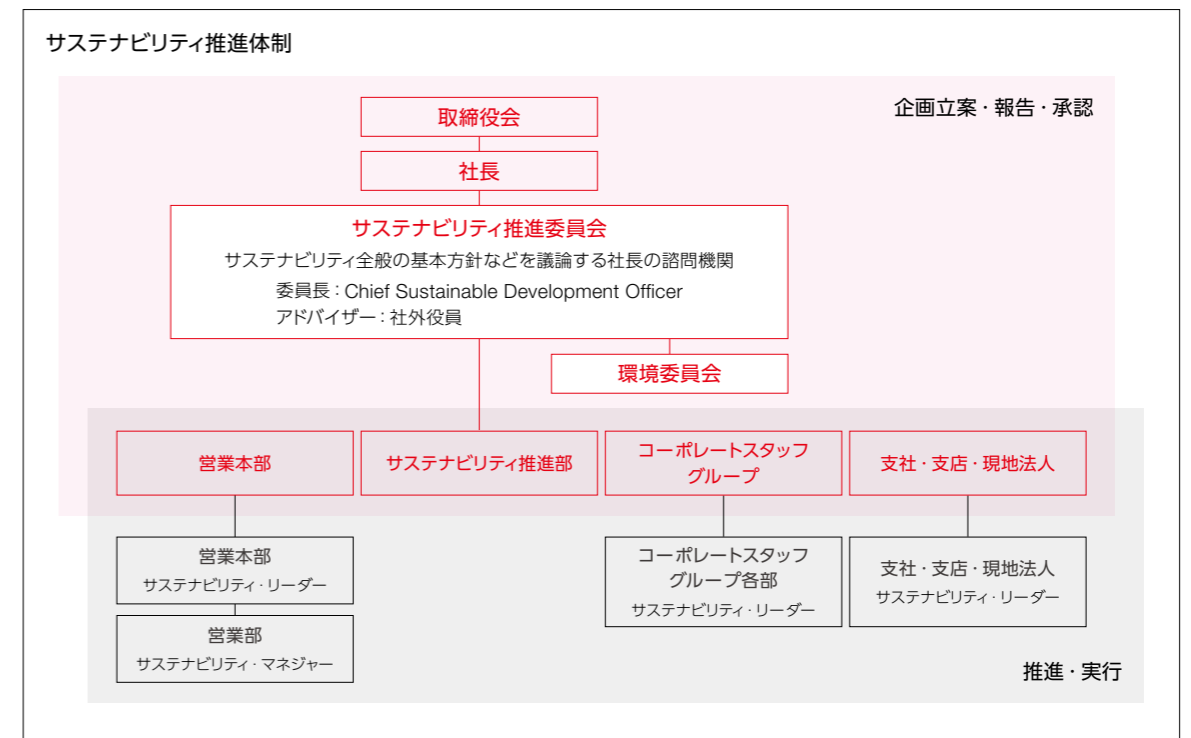 サステナビリティ推進体制
企画立案・報告・承認
取締役会
社長
サステナビリティ推進委員会
サステナビリティ全般の基本方針などを議論する社長の諮問機関
委員長：Chief Sustainable Development Officer
アドバイザー：社外役員
環境委員会
営業本部
サステナビリティ推進部
コーポレートスタッフ
グループ
支社・支店・現地法人
営業本部
サステナビリティ・リーダー
コーポレートスタッフ
グループ各部
サステナビリティ・リーダー
支社・支店・現地法人
サステナビリティ・リーダー
営業部
サステナビリティ・マネジャー
推進・実行